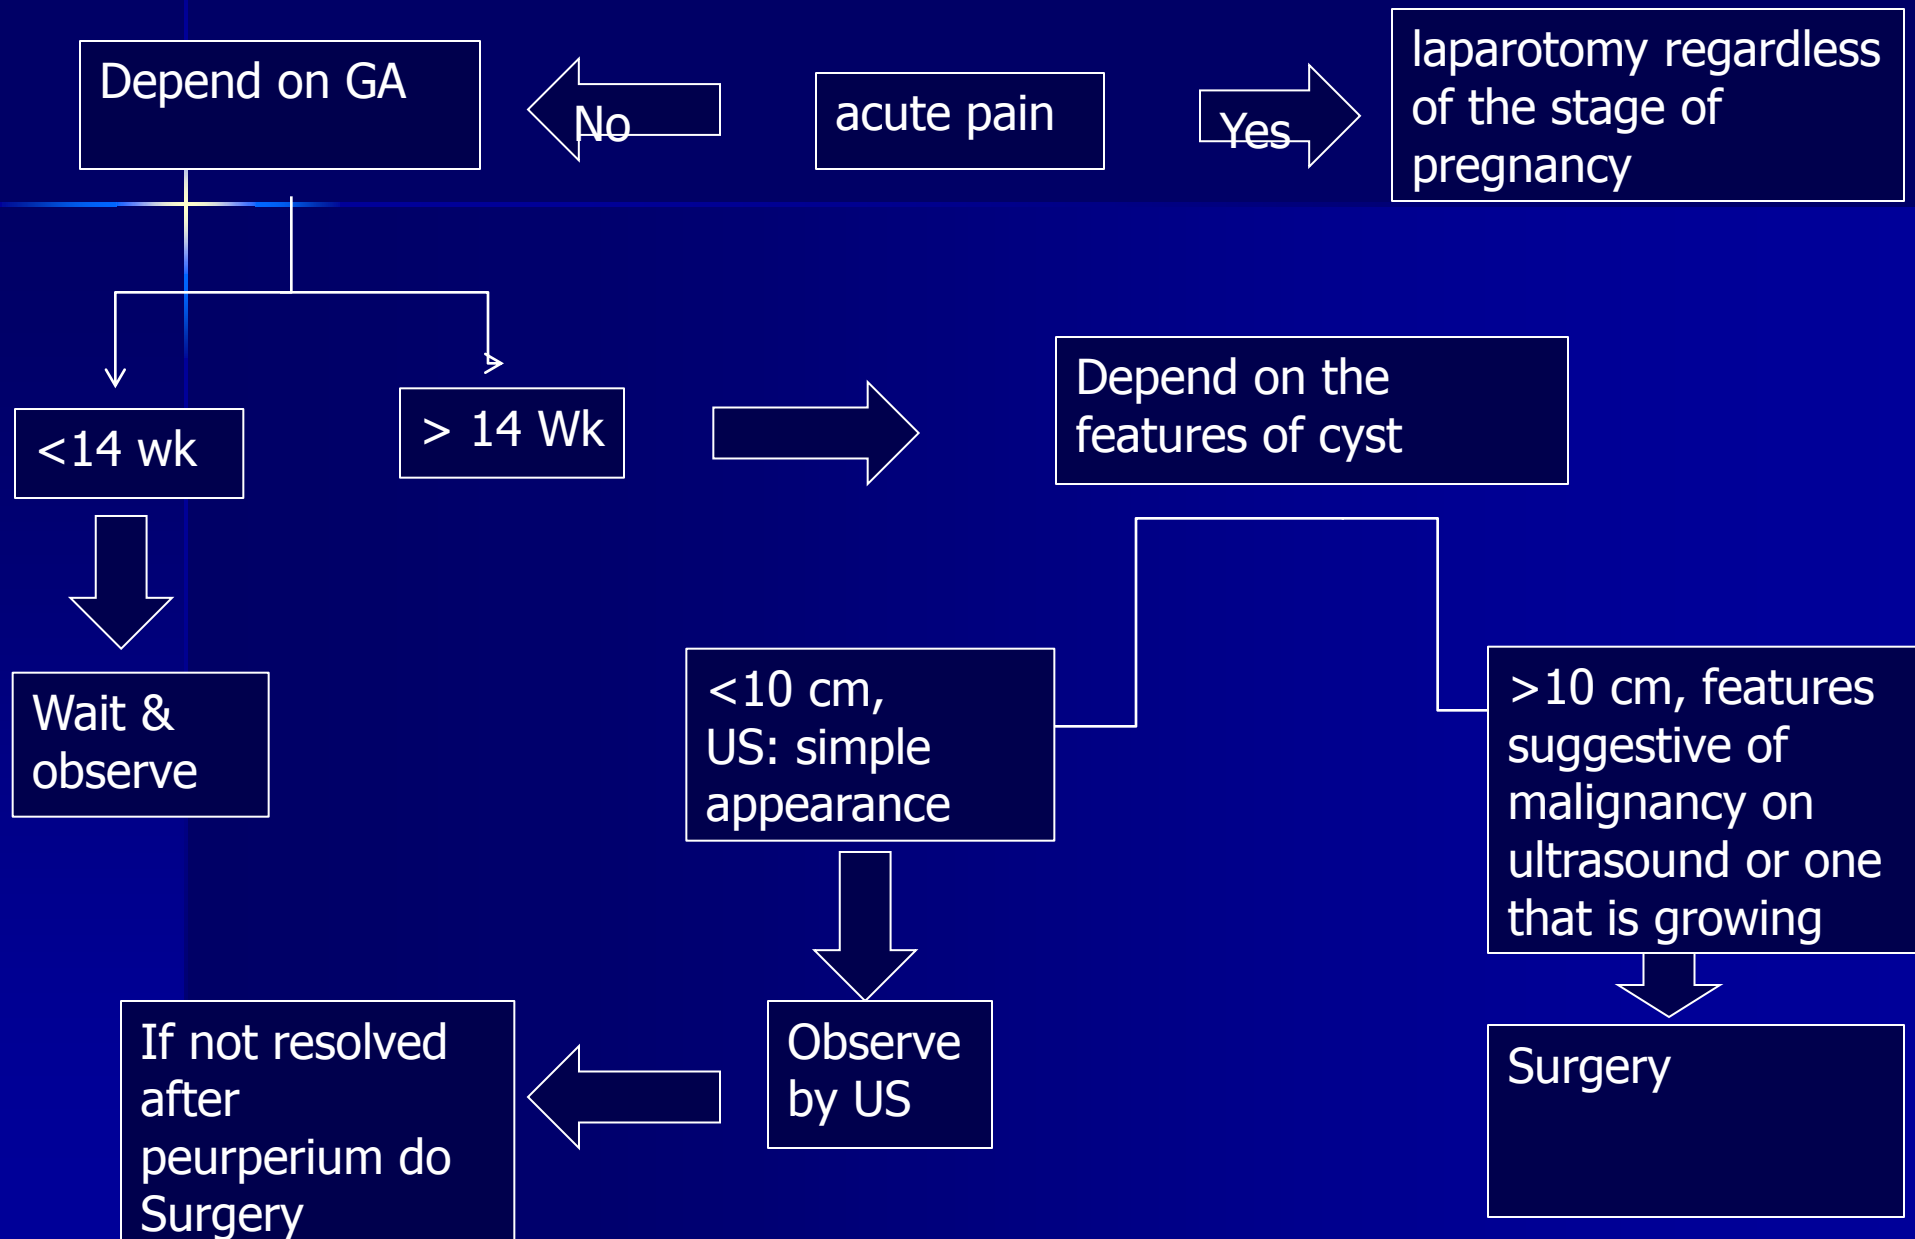 Depend on GA
No
acute pain
Yes
laparotomy regardless
of the stage of
pregnancy
<14 wk
> 14 Wk
Depend on the
features of cyst
Wait &
observe
<10 cm,
US: simple
appearance
>10 cm, features
suggestive of
malignancy on
ultrasound or one
that is growing
If not resolved
after
peurperium do
Surgery
Observe
by US
Surgery